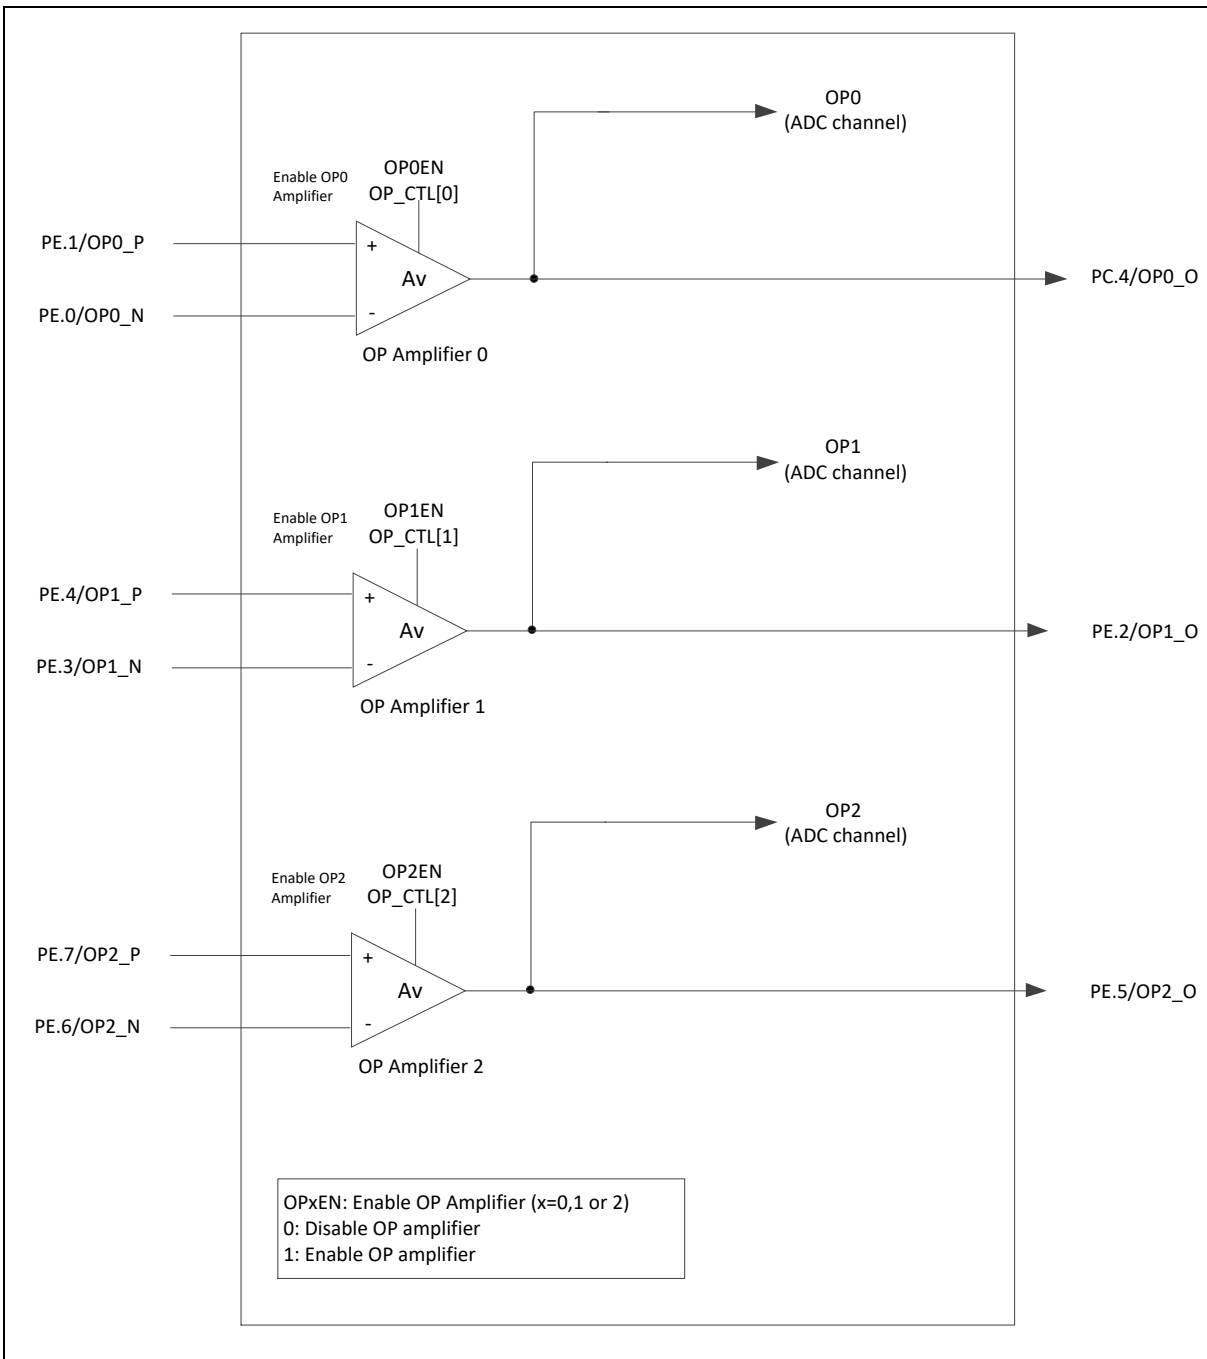 OP0
(ADC channel)
Enable OP0
Amplifier
OP0EN
OP_CTL[0]
PE.1/OP0_P
+
Av
PC.4/OP0_O
PE.0/OP0_N
-
OP Amplifier 0
OP1
(ADC channel)
Enable OP1
Amplifier
OP1EN
OP_CTL[1]
PE.4/OP1_P
+
Av
PE.2/OP1_O
PE.3/OP1_N
-
OP Amplifier 1
OP2
(ADC channel)
Enable OP2
Amplifier
OP2EN
OP_CTL[2]
PE.7/OP2_P
+
Av
PE.5/OP2_O
PE.6/OP2_N
-
OP Amplifier 2
OPxEN: Enable OP Amplifier (x=0,1 or 2)
0: Disable OP amplifier
1: Enable OP amplifier